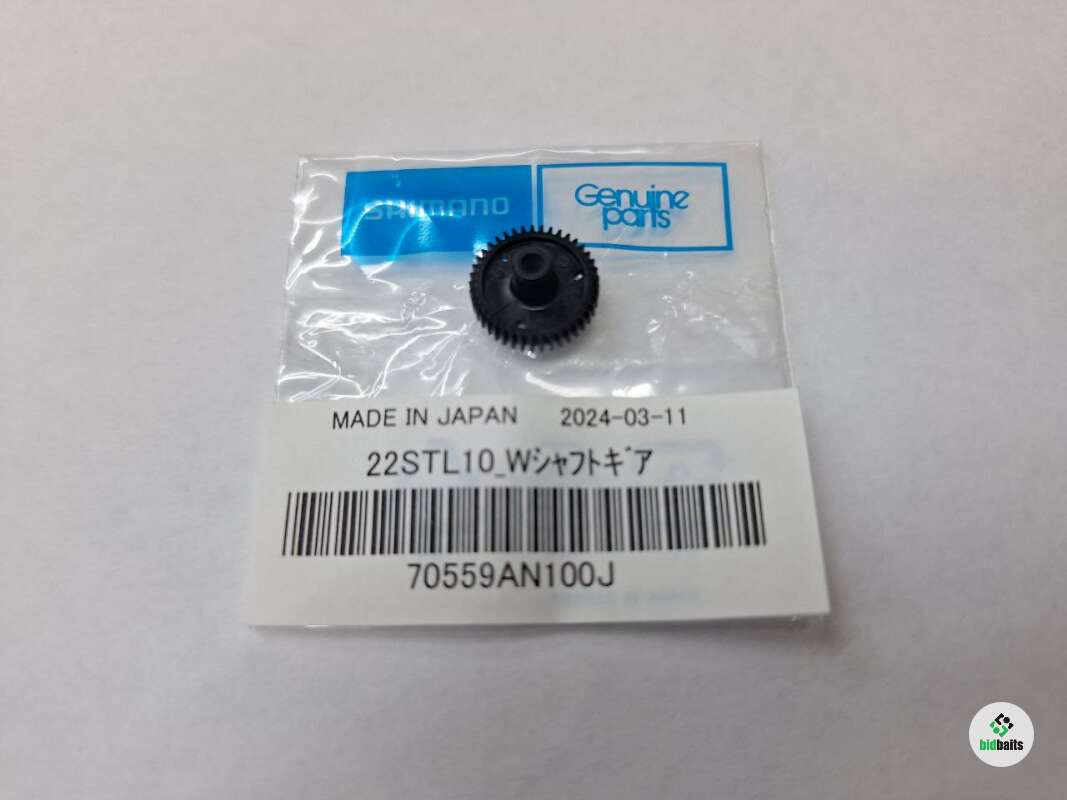 SHIMANO
Genuine
parts
MADE IN JAPAN 2024-03-11
22STL10_Wｼｬﾌﾄｷﾞｱ
70559AN100J
bidbaits